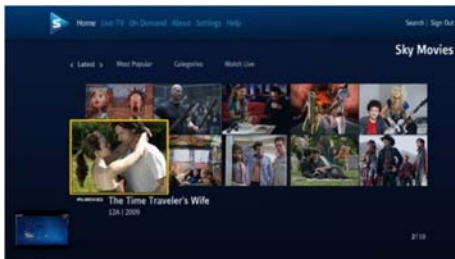 S Home Live TV On Demand About Settings Help
Search | Sign Out
Sky Movies
< Latest > Most Popular Categories Watch Live
The Time Traveler's Wife
12A | 2009
2/10